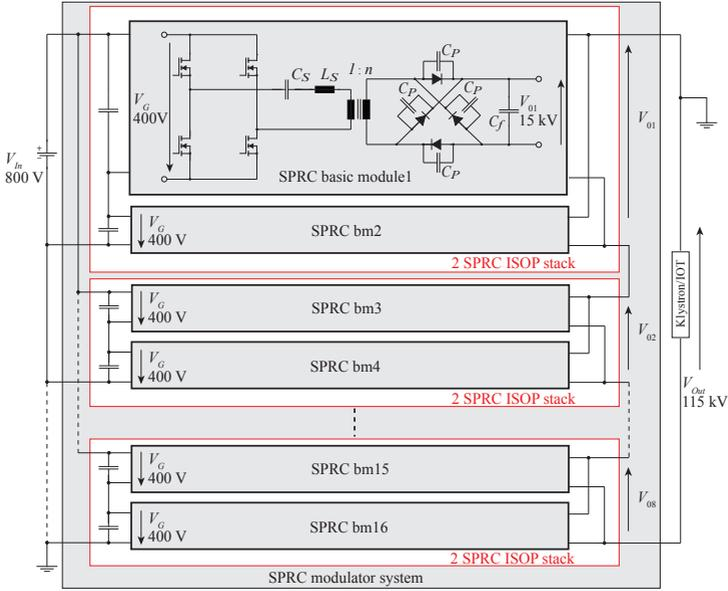 V_In
800 V
V_G
400V
C_S L_S 1 : n
C_P
C_P
C_P
C_P
C_f
V_01
15 kV
SPRC basic module1
V_G
400 V
SPRC bm2
2 SPRC ISOP stack
V_01
V_G
400 V
SPRC bm3
V_G
400 V
SPRC bm4
2 SPRC ISOP stack
V_02
Klystron/IOT
V_Out
115 kV
V_G
400 V
SPRC bm15
V_G
400 V
SPRC bm16
2 SPRC ISOP stack
V_08
SPRC modulator system